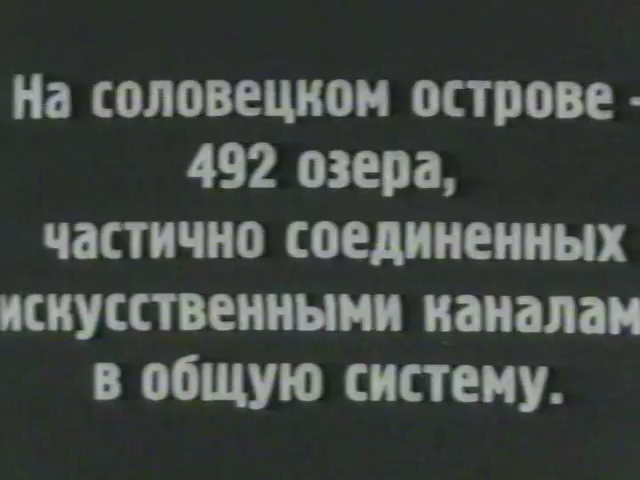 На соловецком острове -
492 озера,
частично соединенных
искусственными каналам
в общую систему.